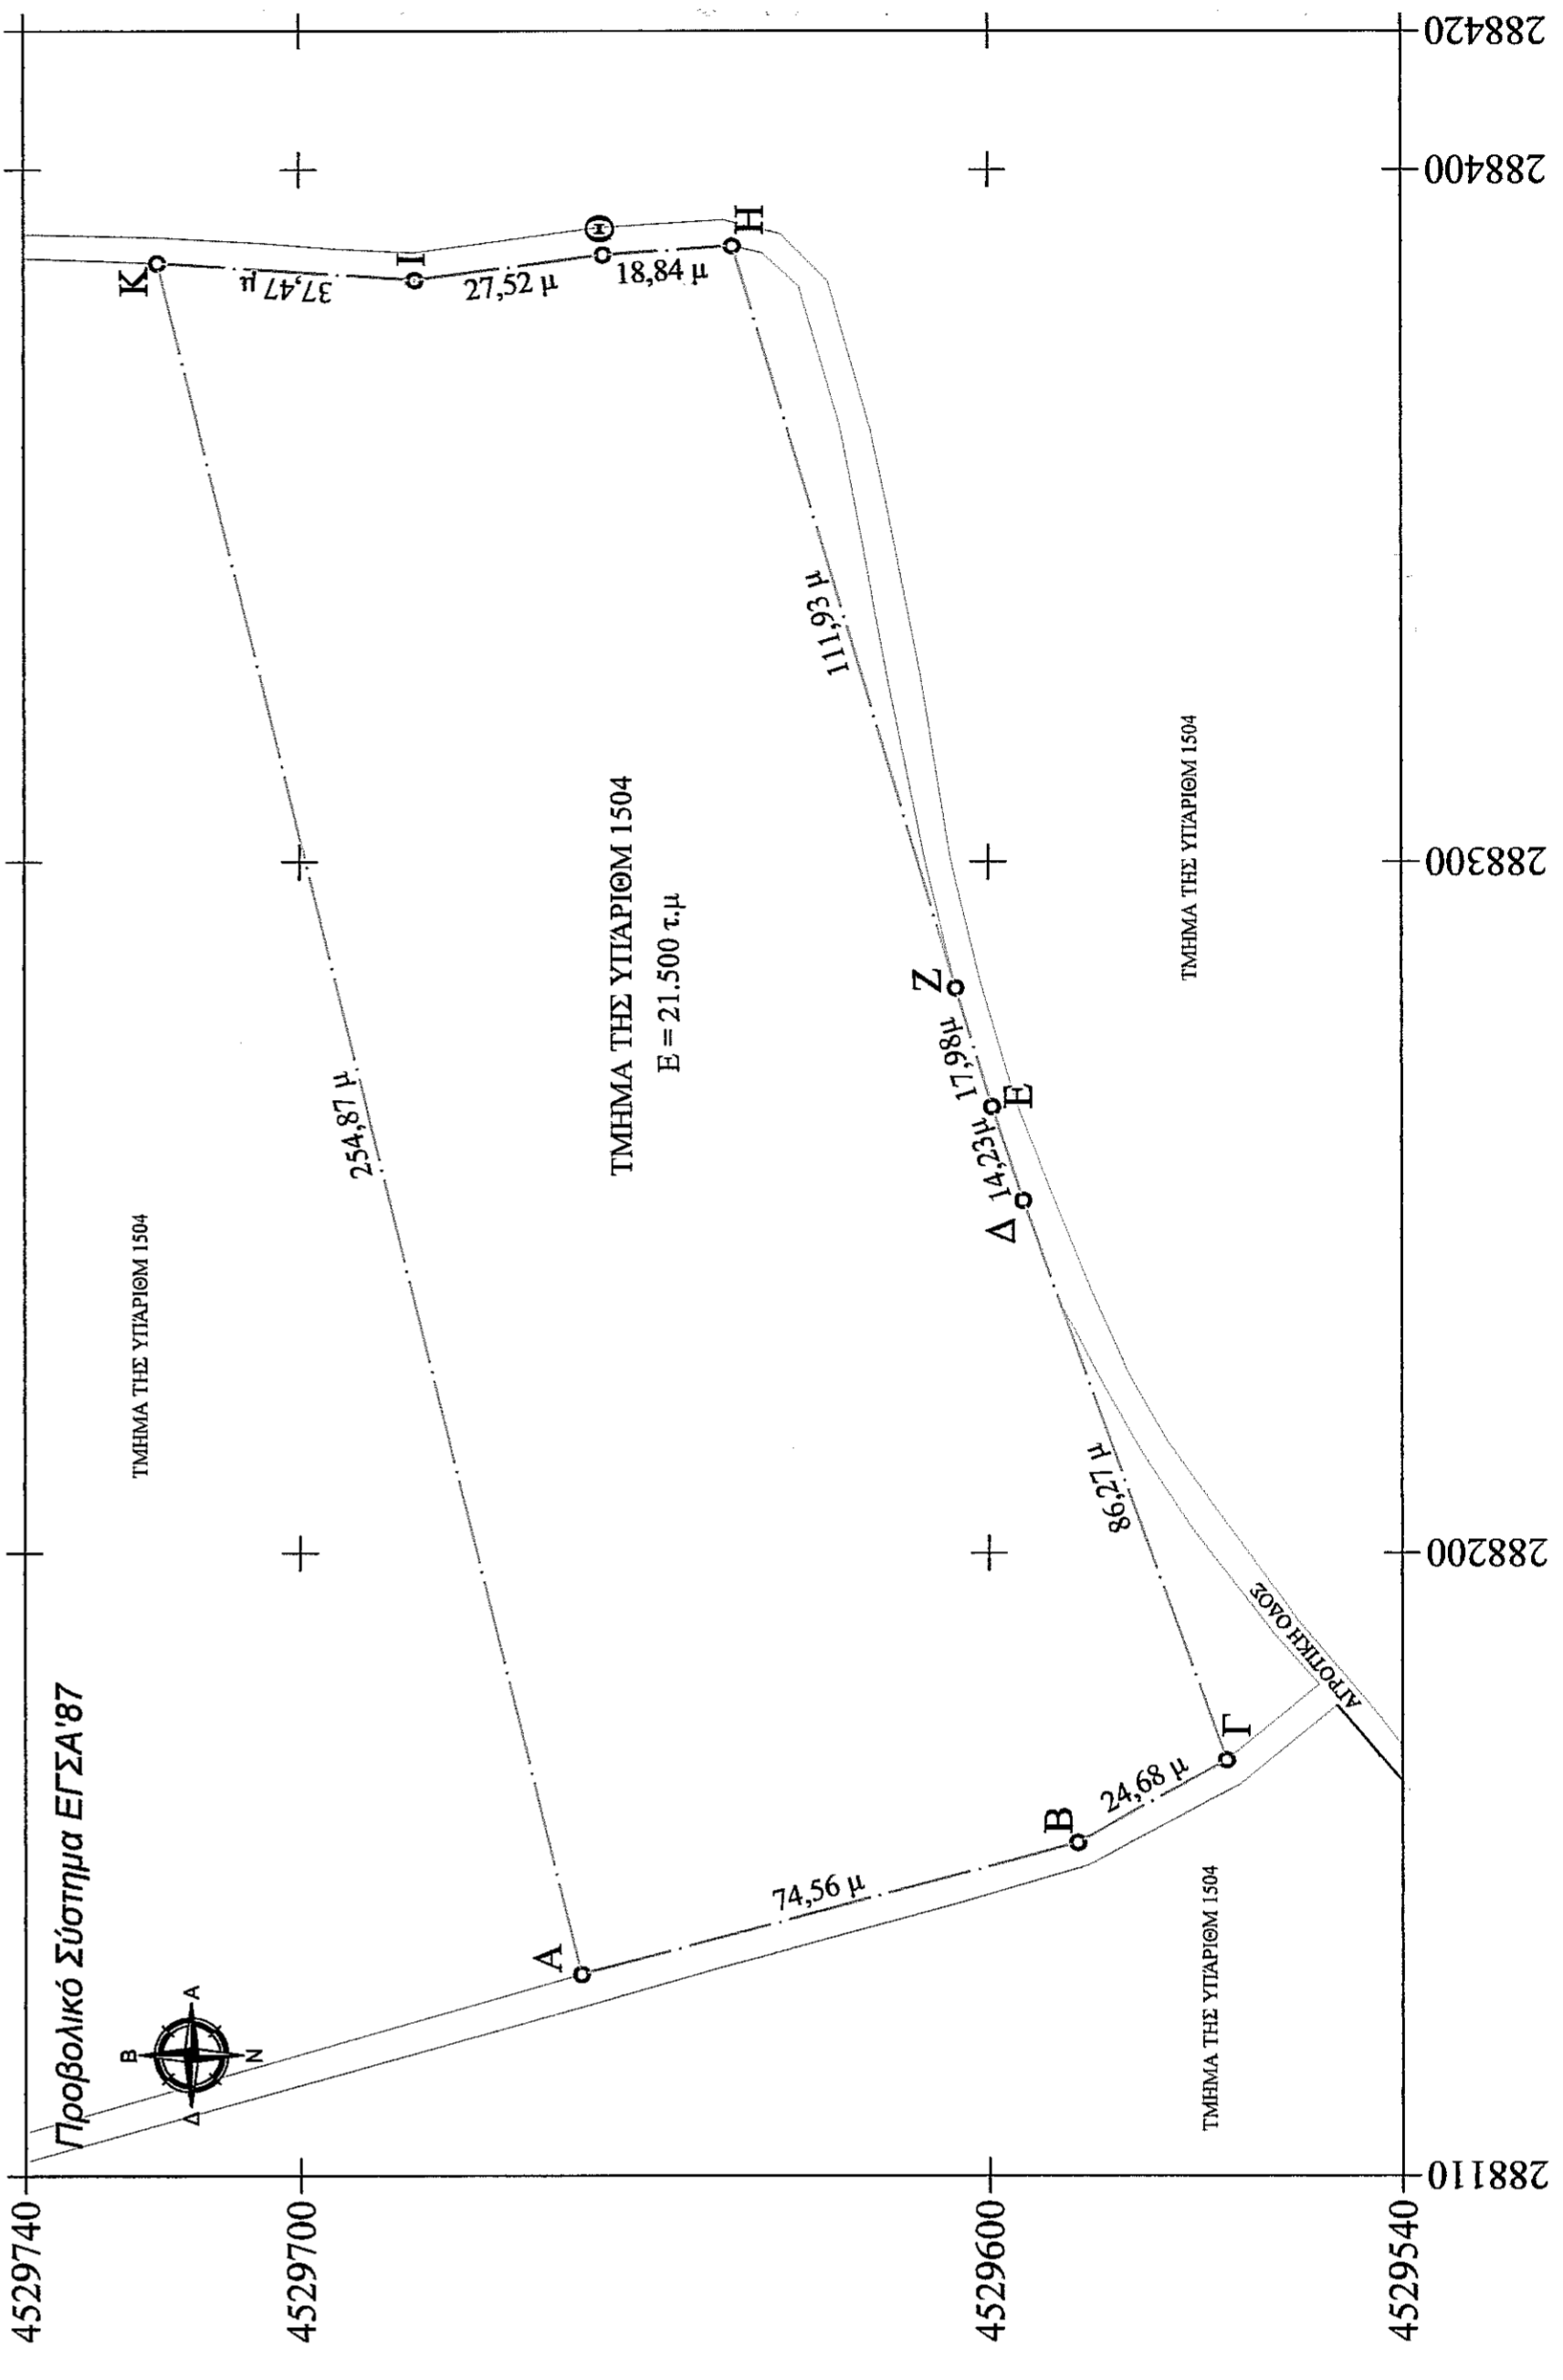 Προβολικό Σύστημα ΕΓΣΑ'87
Β
Δ
Α
Ν
4529740
4529700
4529600
4529540
288110
288200
288300
288400
288420
ΤΜΗΜΑ ΤΗΣ ΥΠ'ΑΡΙΘΜ 1504
Κ
37,47 μ
Ι
27,52 μ
Θ
18,84 μ
Η
254,87 μ
ΤΜΗΜΑ ΤΗΣ ΥΠ'ΑΡΙΘΜ 1504
Ε = 21.500 τ.μ
111,93 μ
Α
74,56 μ
Β
24,68 μ
Γ
86,27 μ
Δ
14,23μ
Ε
17,98μ
Ζ
ΑΓΡΟΤΙΚΗ ΟΔΟΣ
ΤΜΗΜΑ ΤΗΣ ΥΠ'ΑΡΙΘΜ 1504
ΤΜΗΜΑ ΤΗΣ ΥΠ'ΑΡΙΘΜ 1504